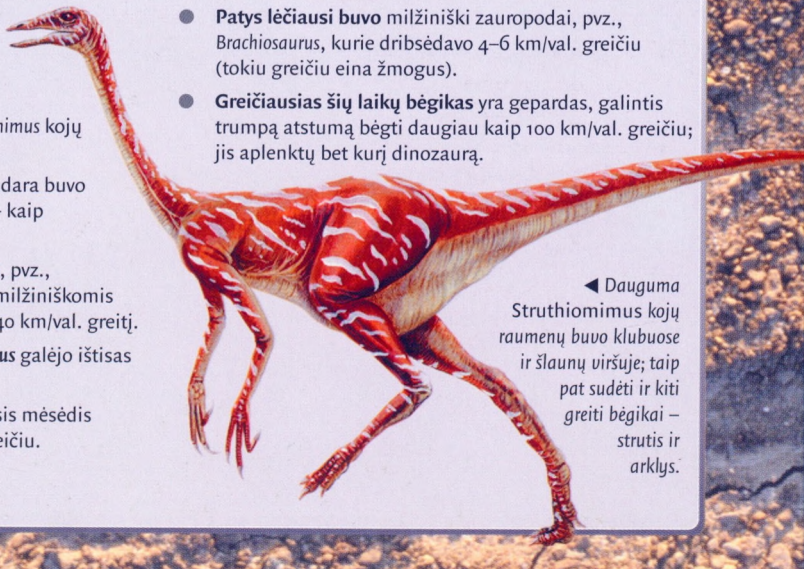 ● Patys lėčiausi buvo milžiniški zauropodai, pvz.,
Brachiosaurus, kurie dribsėdavo 4–6 km/val. greičiu
(tokiu greičiu eina žmogus).
● Greičiausias šių laikų bėgikas yra gepardas, galintis
trumpą atstumą bėgti daugiau kaip 100 km/val. greičiu;
jis aplenktų bet kurį dinozaurą.
kojų
dara buvo
kaip
, pvz.,
milžiniškomis
40 km/val. greitį.
galėjo ištisas
mėsėdis
◀ Dauguma
Struthiomimus kojų
raumenų buvo klubuose
ir šlaunų viršuje; taip
pat sudėti ir kiti
greiti bėgikai –
strutis ir
arklys.